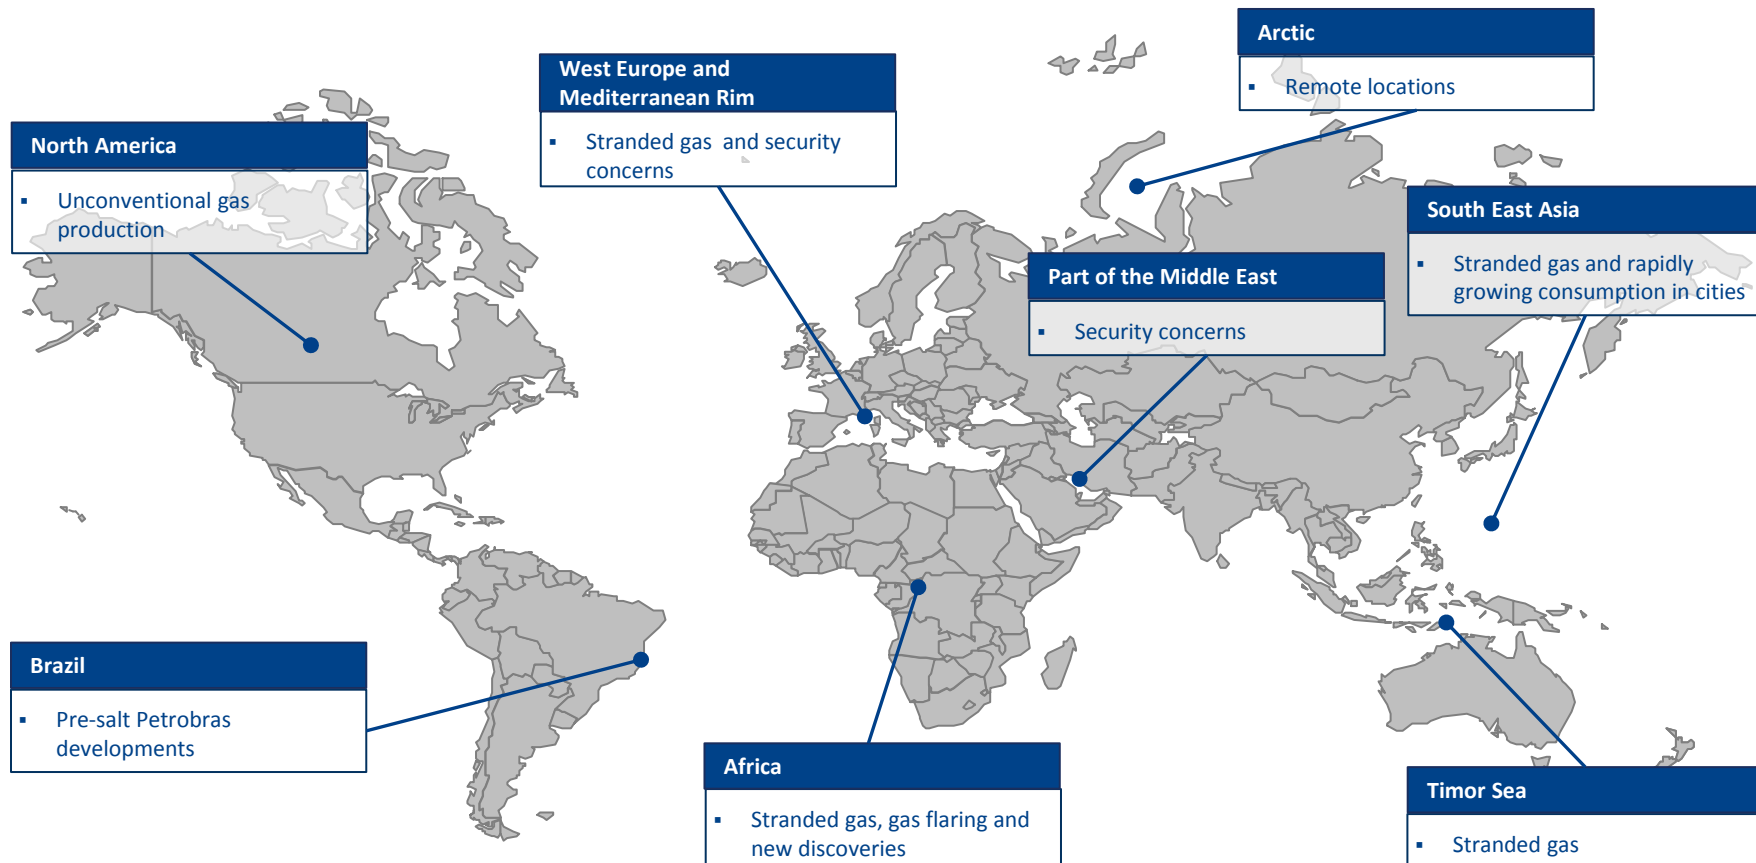 Arctic
▪ Remote locations
West Europe and
Mediterranean Rim
▪ Stranded gas and security
concerns
North America
▪ Unconventional gas
production
South East Asia
▪ Stranded gas and rapidly
growing consumption in cities
Part of the Middle East
▪ Security concerns
Brazil
▪ Pre-salt Petrobras
developments
Africa
▪ Stranded gas, gas flaring and
new discoveries
Timor Sea
▪ Stranded gas